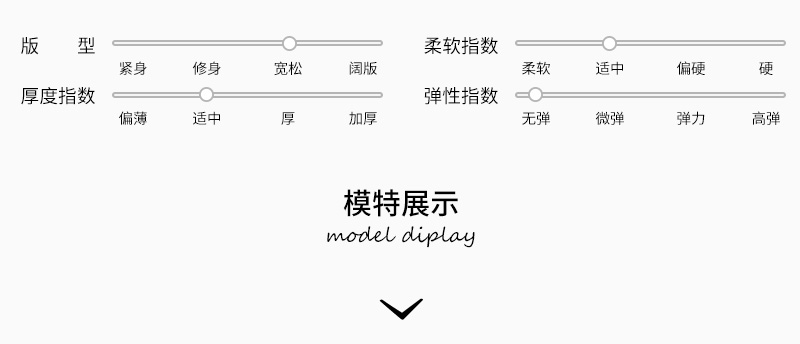 版 型
紧身 修身 宽松 阔版
柔软指数
柔软 适中 偏硬 硬
厚度指数
偏薄 适中 厚 加厚
弹性指数
无弹 微弹 弹力 高弹
模特展示
model diplay